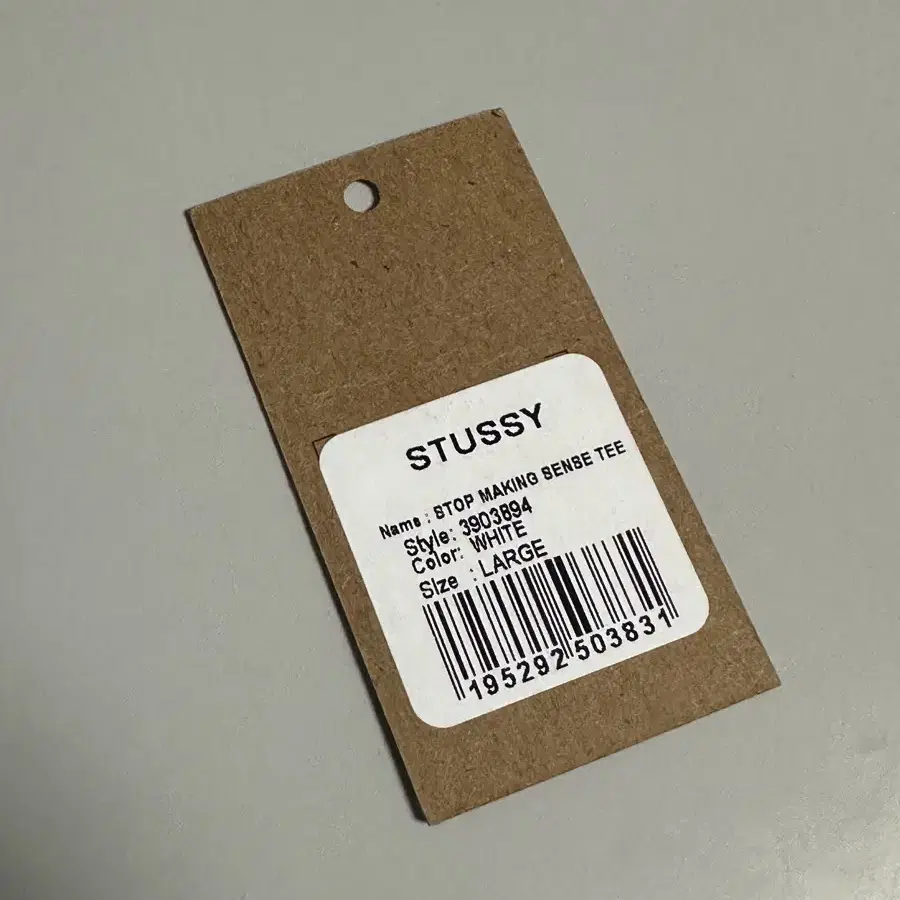 STUSSY
Name : STOP MAKING SENSE TEE
Style: 3903894
Color: WHITE
Size : LARGE
195292 503831